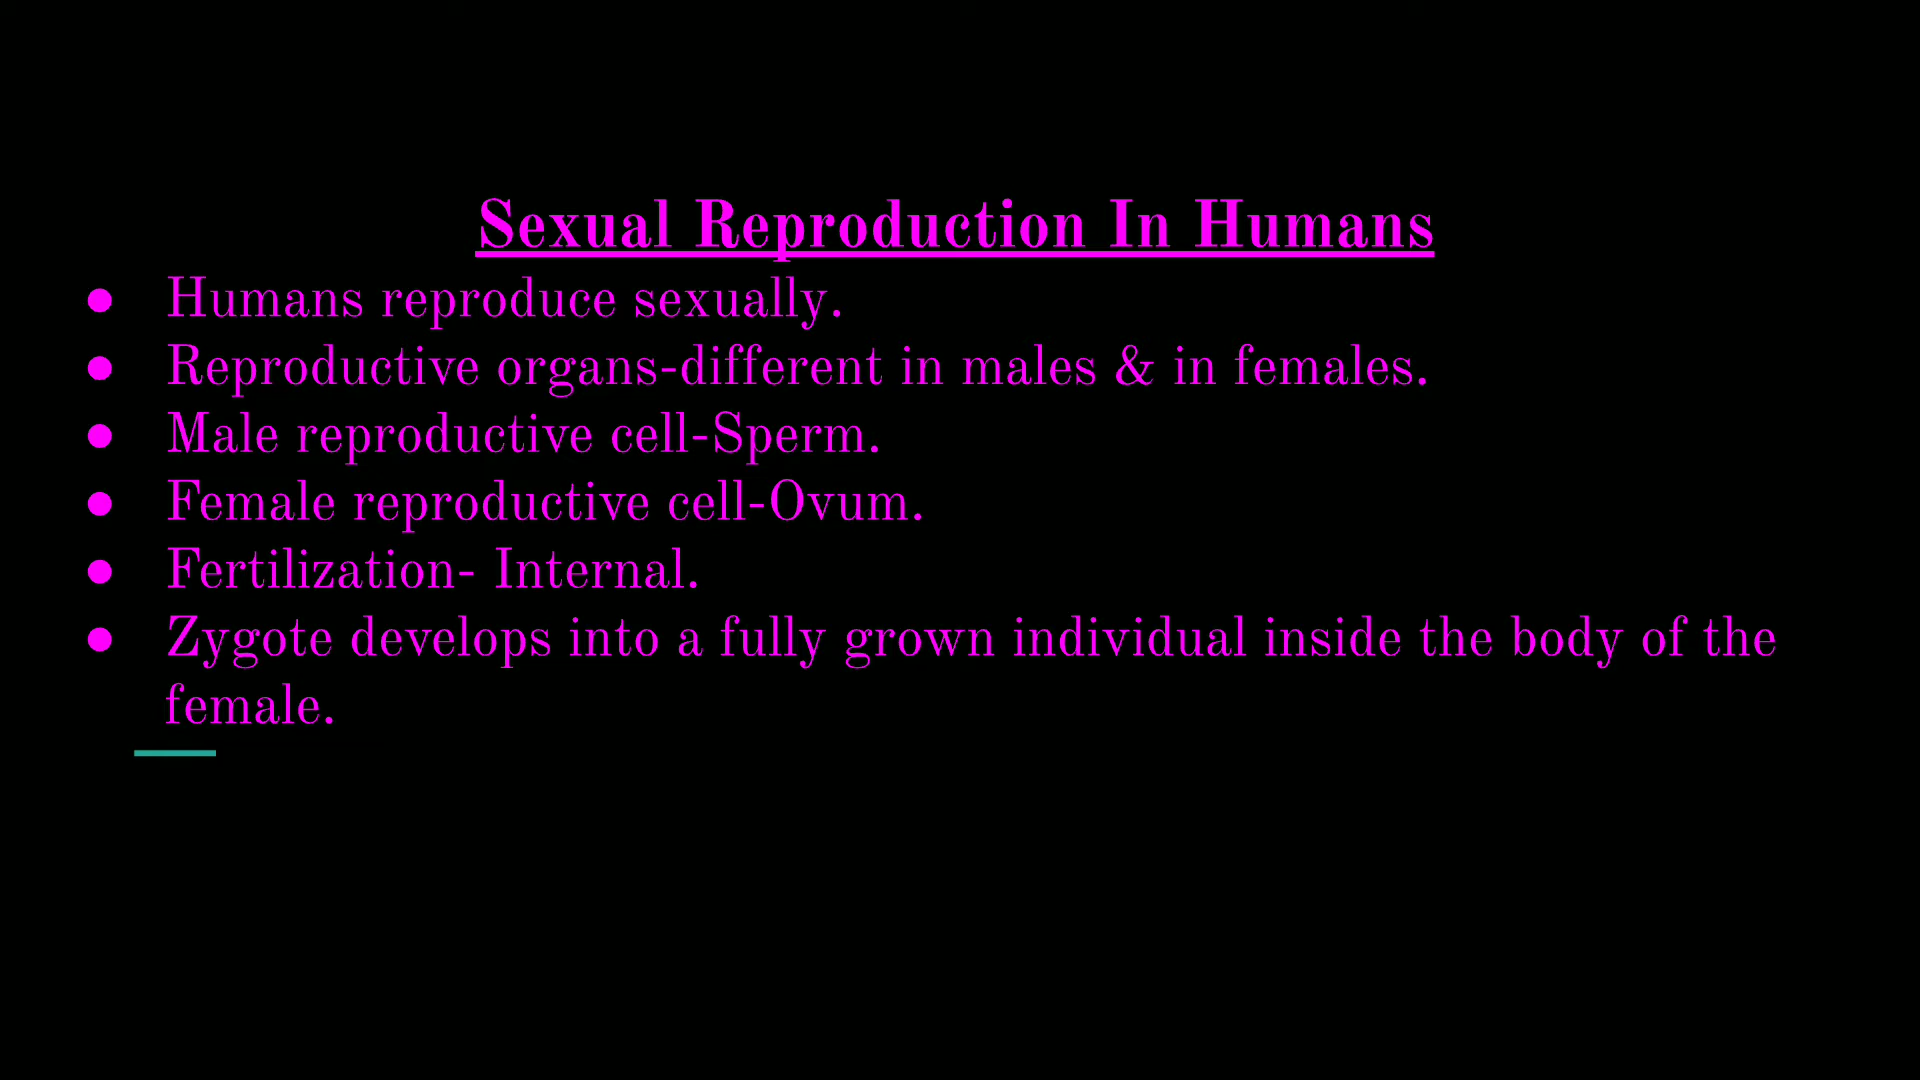 Sexual Reproduction In Humans
● Humans reproduce sexually.
● Reproductive organs-different in males & in females.
● Male reproductive cell-Sperm.
● Female reproductive cell-Ovum.
● Fertilization- Internal.
● Zygote develops into a fully grown individual inside the body of the
female.